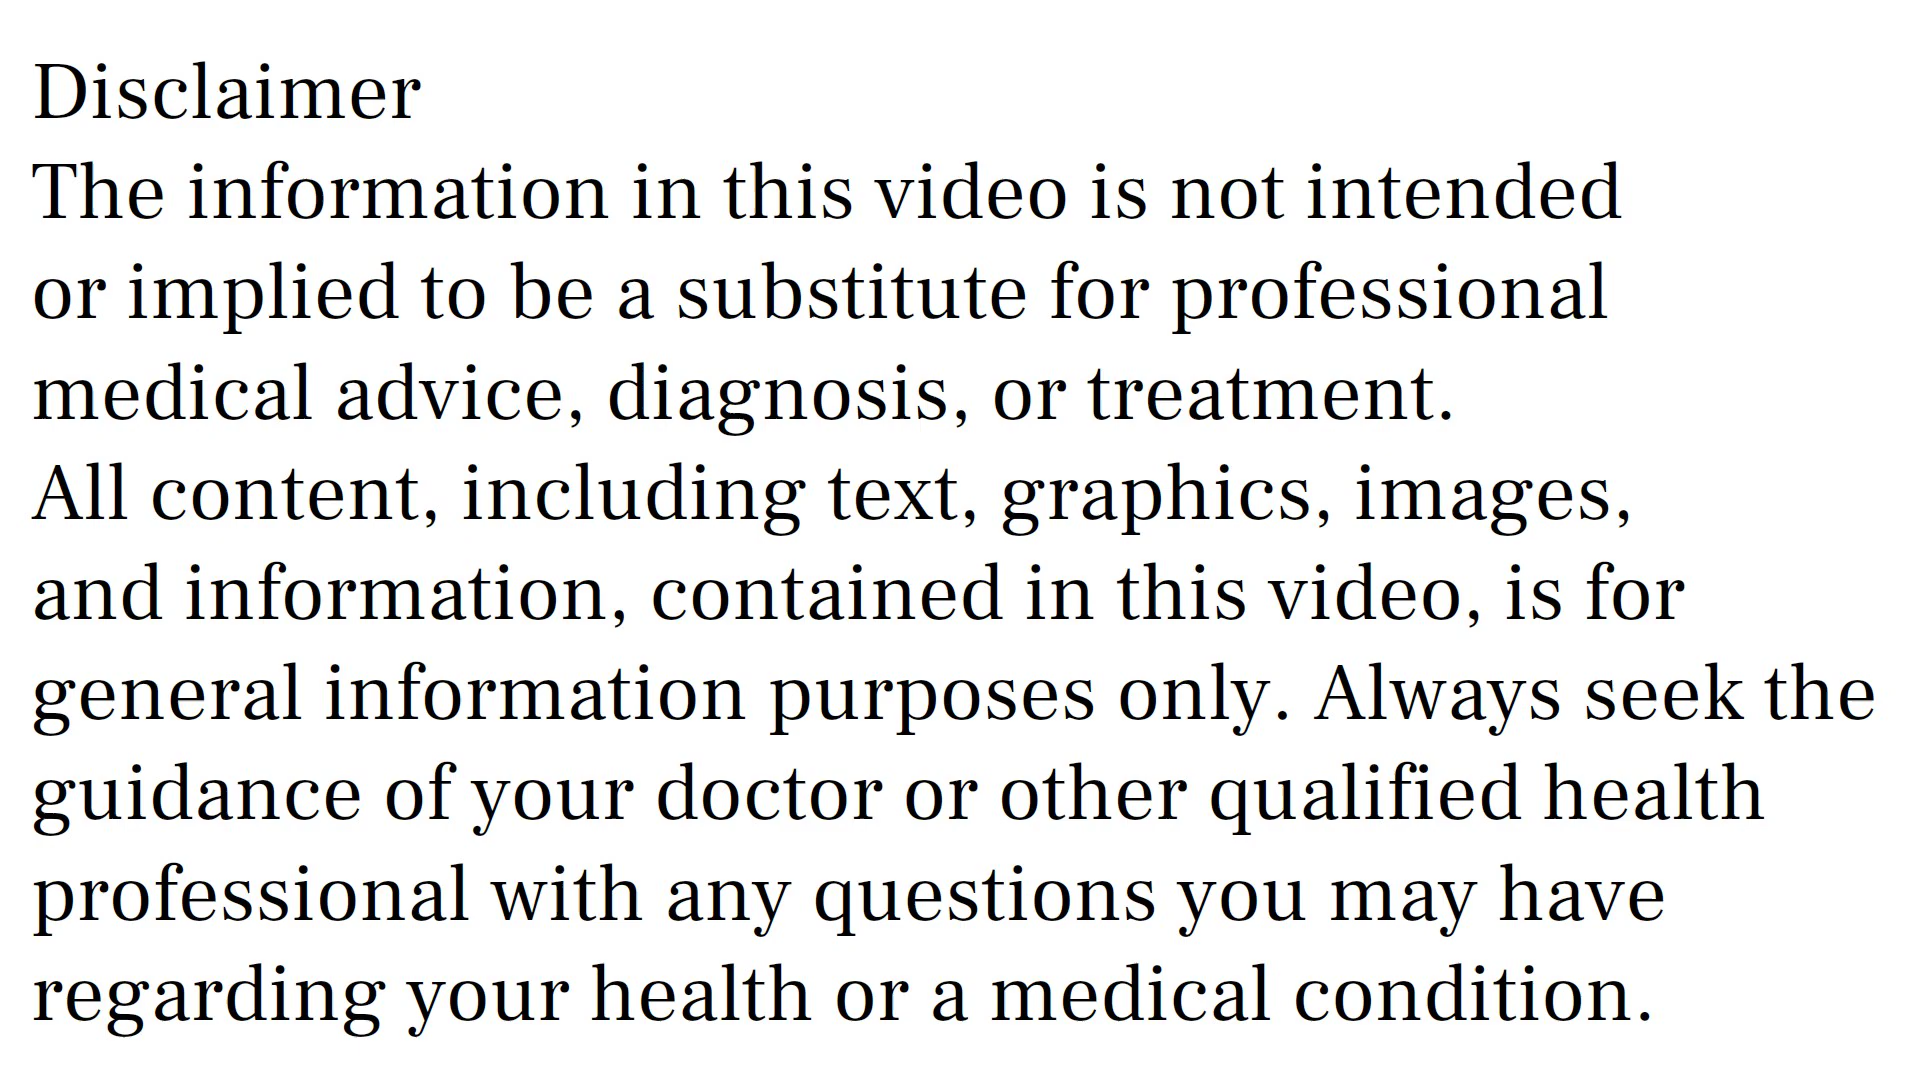 Disclaimer
The information in this video is not intended
or implied to be a substitute for professional
medical advice, diagnosis, or treatment.
All content, including text, graphics, images,
and information, contained in this video, is for
general information purposes only. Always seek the
guidance of your doctor or other qualified health
professional with any questions you may have
regarding your health or a medical condition.